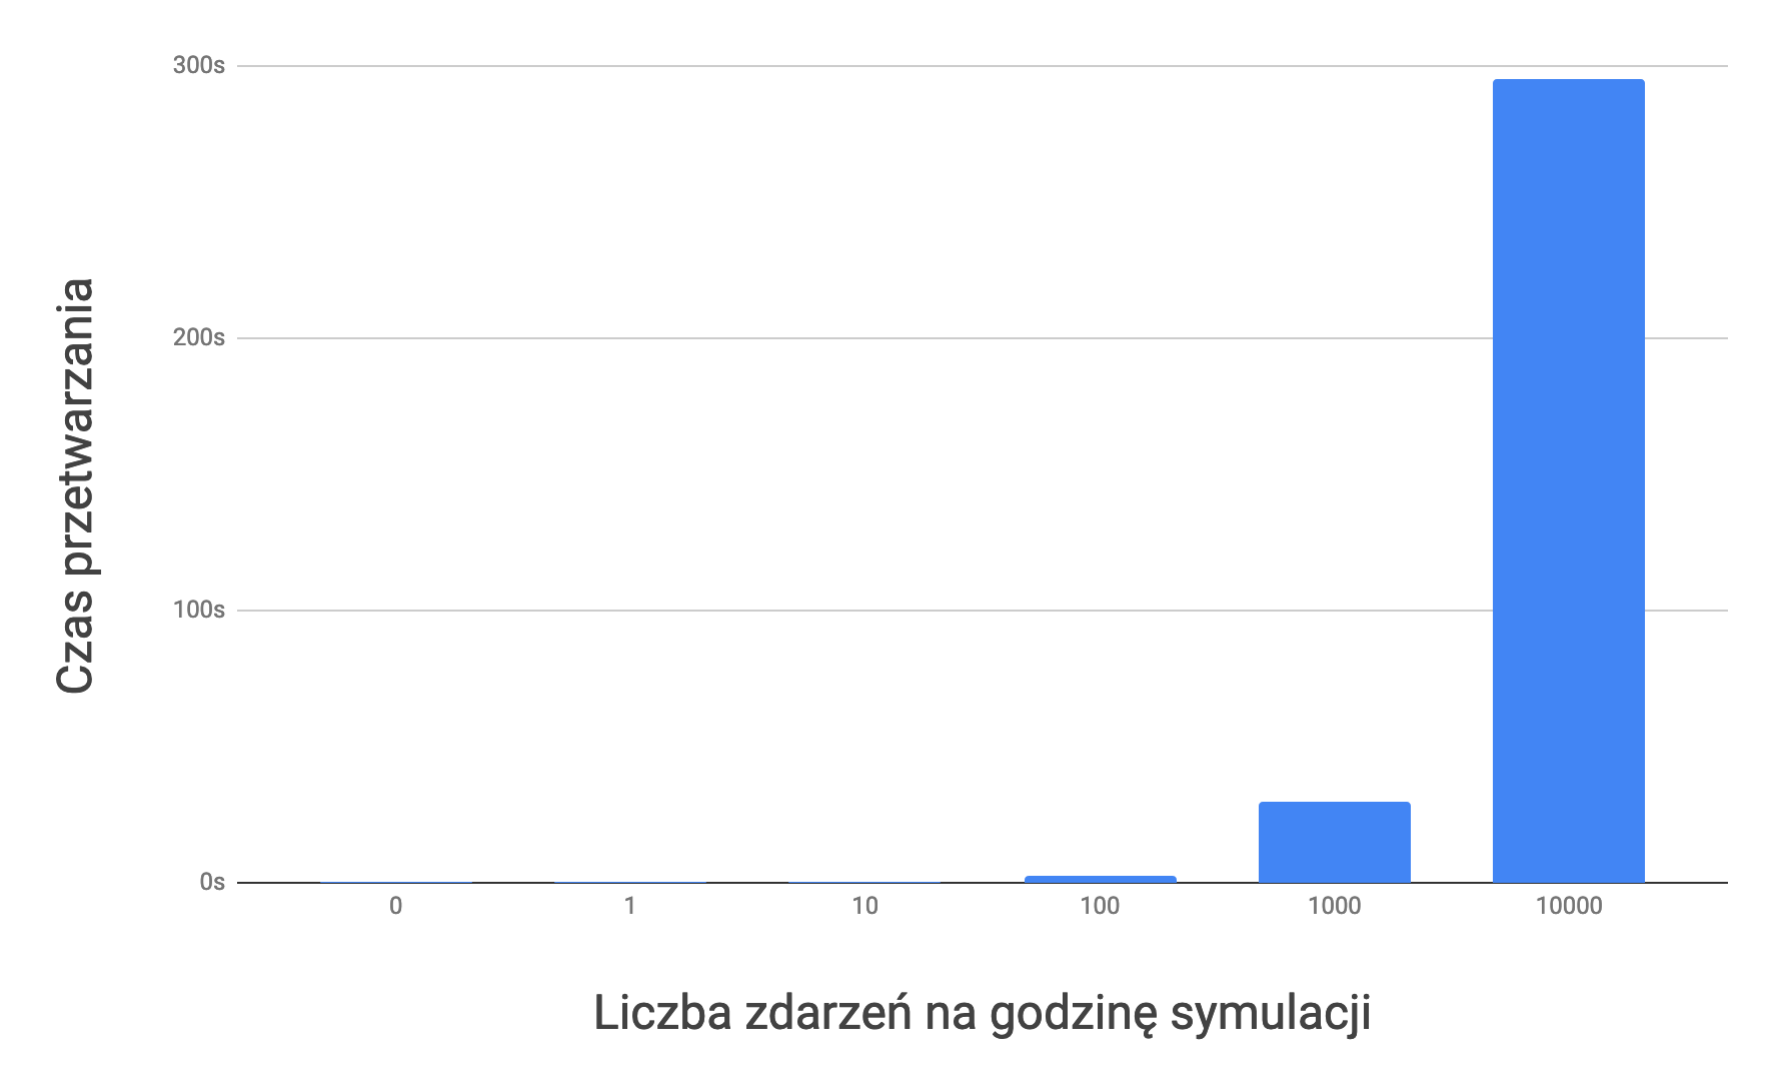 300s
200s
100s
0s
Czas przetwarzania
0 1 10 100 1000 10000
Liczba zdarzeń na godzinę symulacji